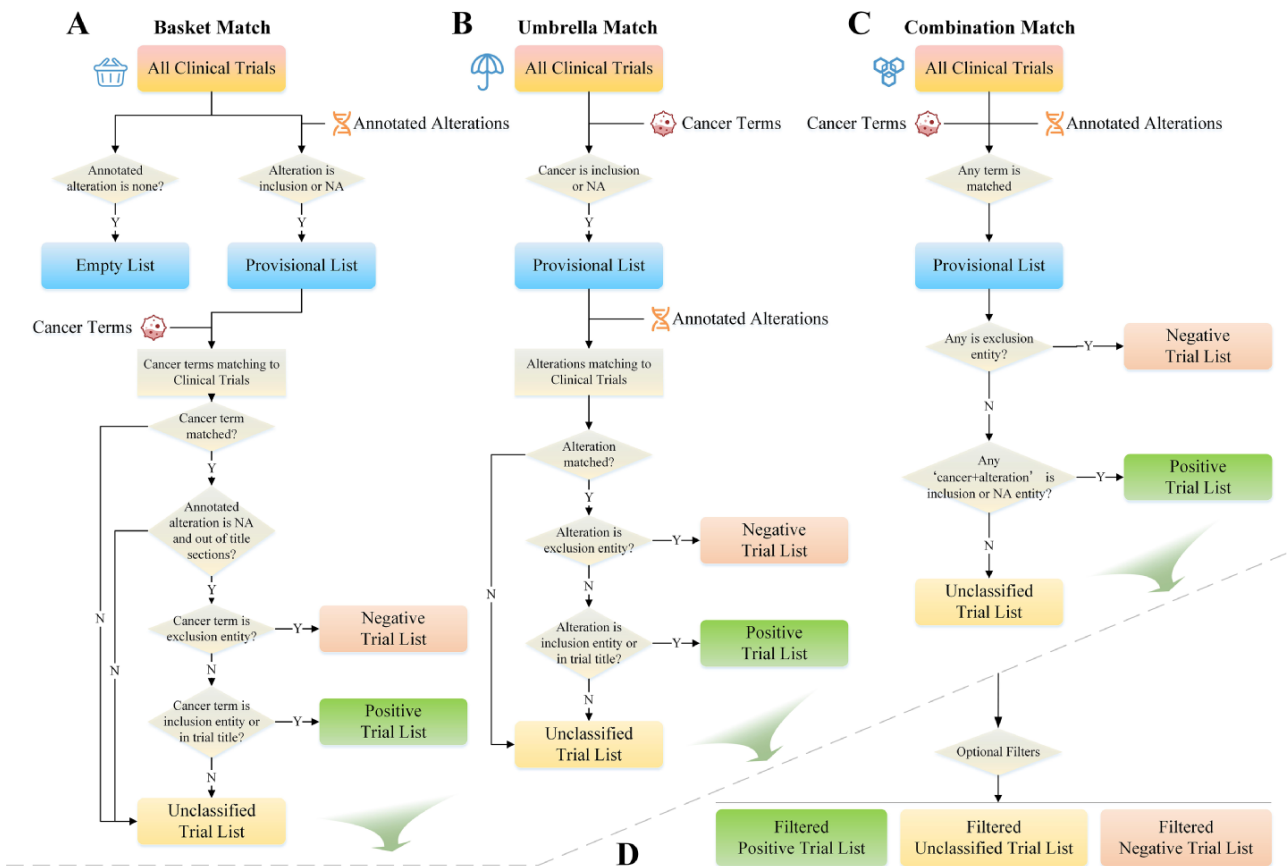 A
Basket Match
All Clinical Trials
Annotated Alterations
Annotated
alteration is none?
Alteration is
inclusion or NA
Y
Y
Empty List
Provisional List
Cancer Terms
Cancer terms matching to
Clinical Trials
Cancer term
matched?
Y
Annotated
alteration is NA
and out of title
sections?
Y
N
N
Cancer term is
exclusion entity?
Y
Negative
Trial List
N
Cancer term is
inclusion entity or
in trial title?
Y
Positive
Trial List
N
Unclassified
Trial List
B
Umbrella Match
All Clinical Trials
Cancer Terms
Cancer is inclusion
or NA
Y
Provisional List
Annotated Alterations
Alterations matching to
Clinical Trials
Alteration
matched?
Y
Alteration is
exclusion entity?
Y
Negative
Trial List
N
N
Alteration is
inclusion entity or
in trial title?
Y
Positive
Trial List
N
Unclassified
Trial List
C
Combination Match
All Clinical Trials
Cancer Terms
Annotated Alterations
Any term is
matched
Provisional List
Any is exclusion
entity?
Y
Negative
Trial List
N
Any
‘cancer+alteration’ is
inclusion or NA entity?
Y
Positive
Trial List
N
Unclassified
Trial List
Optional Filters
D
Filtered
Positive Trial List
Filtered
Unclassified Trial List
Filtered
Negative Trial List